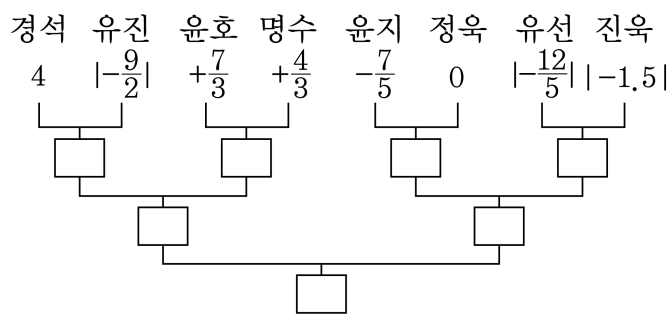 경석 유진 윤호 명수 윤지 정욱 유선 진욱
4 |-9/2| +7/3 +4/3 -7/5 0 |-12/5| |-1.5|